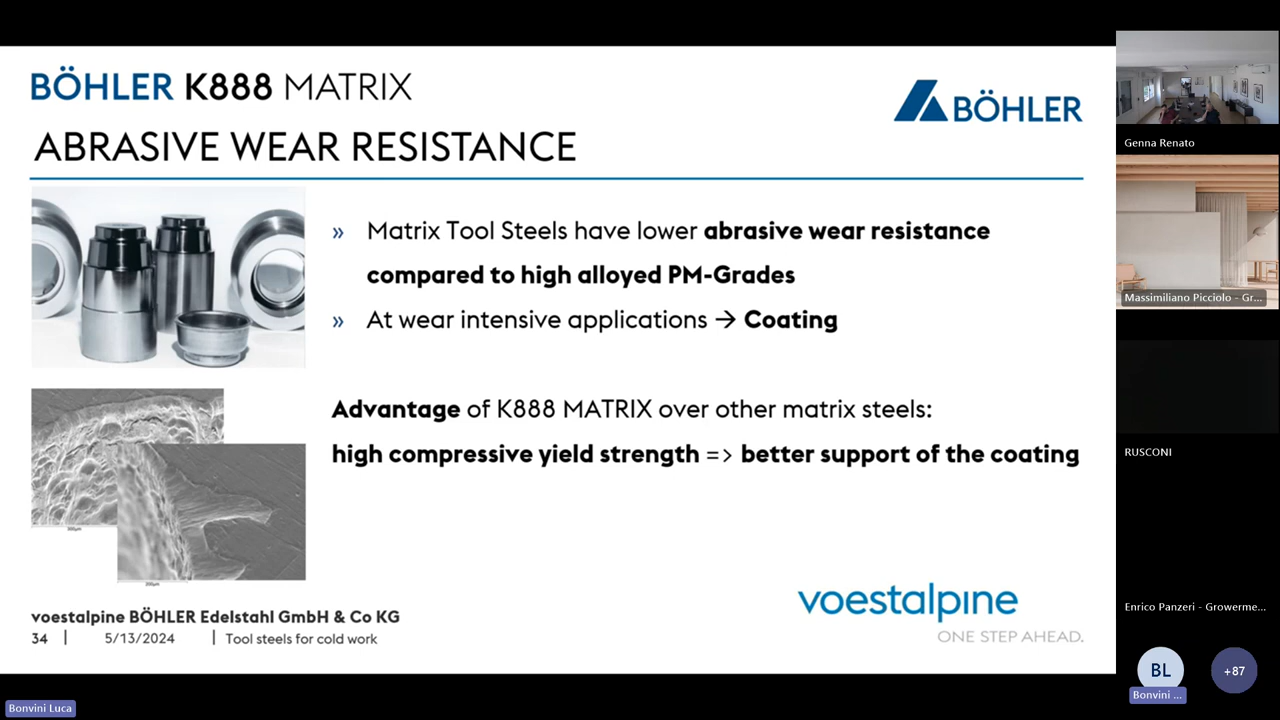 BÖHLER K888 MATRIX
ABRASIVE WEAR RESISTANCE
BÖHLER
» Matrix Tool Steels have lower abrasive wear resistance
compared to high alloyed PM-Grades
» At wear intensive applications → Coating
Advantage of K888 MATRIX over other matrix steels:
high compressive yield strength => better support of the coating
voestalpine BÖHLER Edelstahl GmbH & Co KG
34 | 5/13/2024 | Tool steels for cold work
voestalpine
ONE STEP AHEAD.
Genna Renato
Massimiliano Picciolo - Gr...
RUSCONI
Enrico Panzeri - Growerme...
BL
+87
Bonvini ...
Bonvini Luca